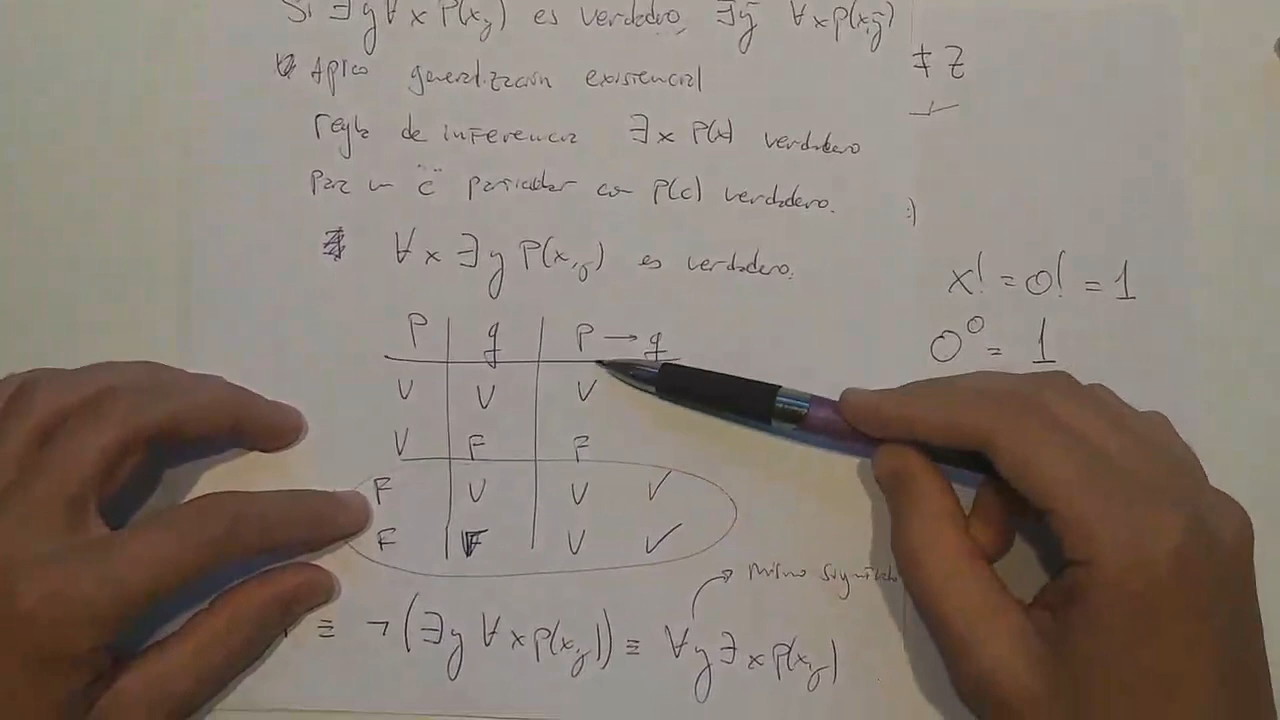 Si ∃y ∀x P(x,y) es verdadero, ∃ȳ ∀x p(x,ȳ)
Aplico generalización existencial
regla de inferencia ∃x P(x) verdadero
Para un "c" particular con P(c) verdadero.
∀x ∃y P(x,y) es verdadero.
:)
x! = 0! = 1
0⁰ = 1
P q P → q
V V V
V F F
F V V ✓
F F V ✓
mismo significado
≡ ¬(∃y ∀x p(x,y)) ≡ ∀y ∃x p(x,y)